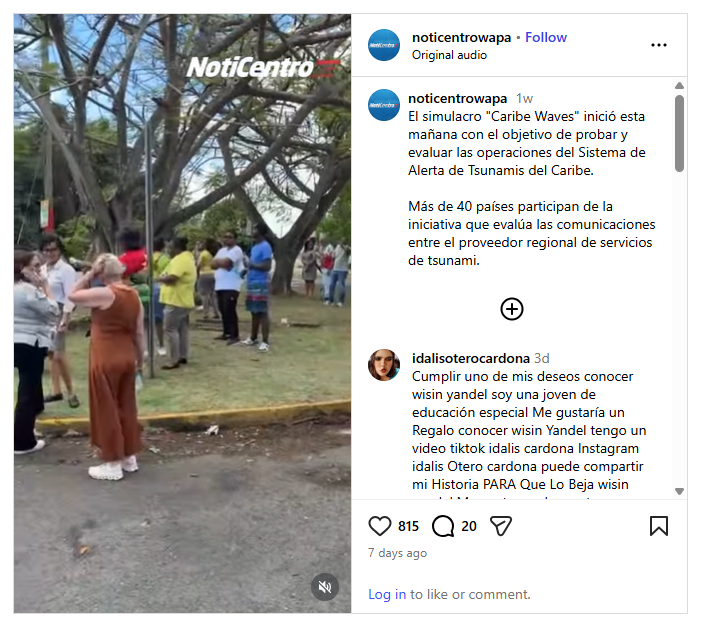 NotiCentro
noticentrowapa • Follow
Original audio
noticentrowapa 1w
El simulacro "Caribe Waves" inició esta
mañana con el objetivo de probar y
evaluar las operaciones del Sistema de
Alerta de Tsunamis del Caribe.
Más de 40 países participan de la
iniciativa que evalúa las comunicaciones
entre el proveedor regional de servicios
de tsunami.
idalisoterocardona 3d
Cumplir uno de mis deseos conocer
wisin yandel soy una joven de
educación especial Me gustaría un
Regalo conocer wisin Yandel tengo un
video tiktok idalis cardona Instagram
idalis Otero cardona puede compartir
mi Historia PARA Que Lo Beja wisin
815
20
7 days ago
Log in to like or comment.